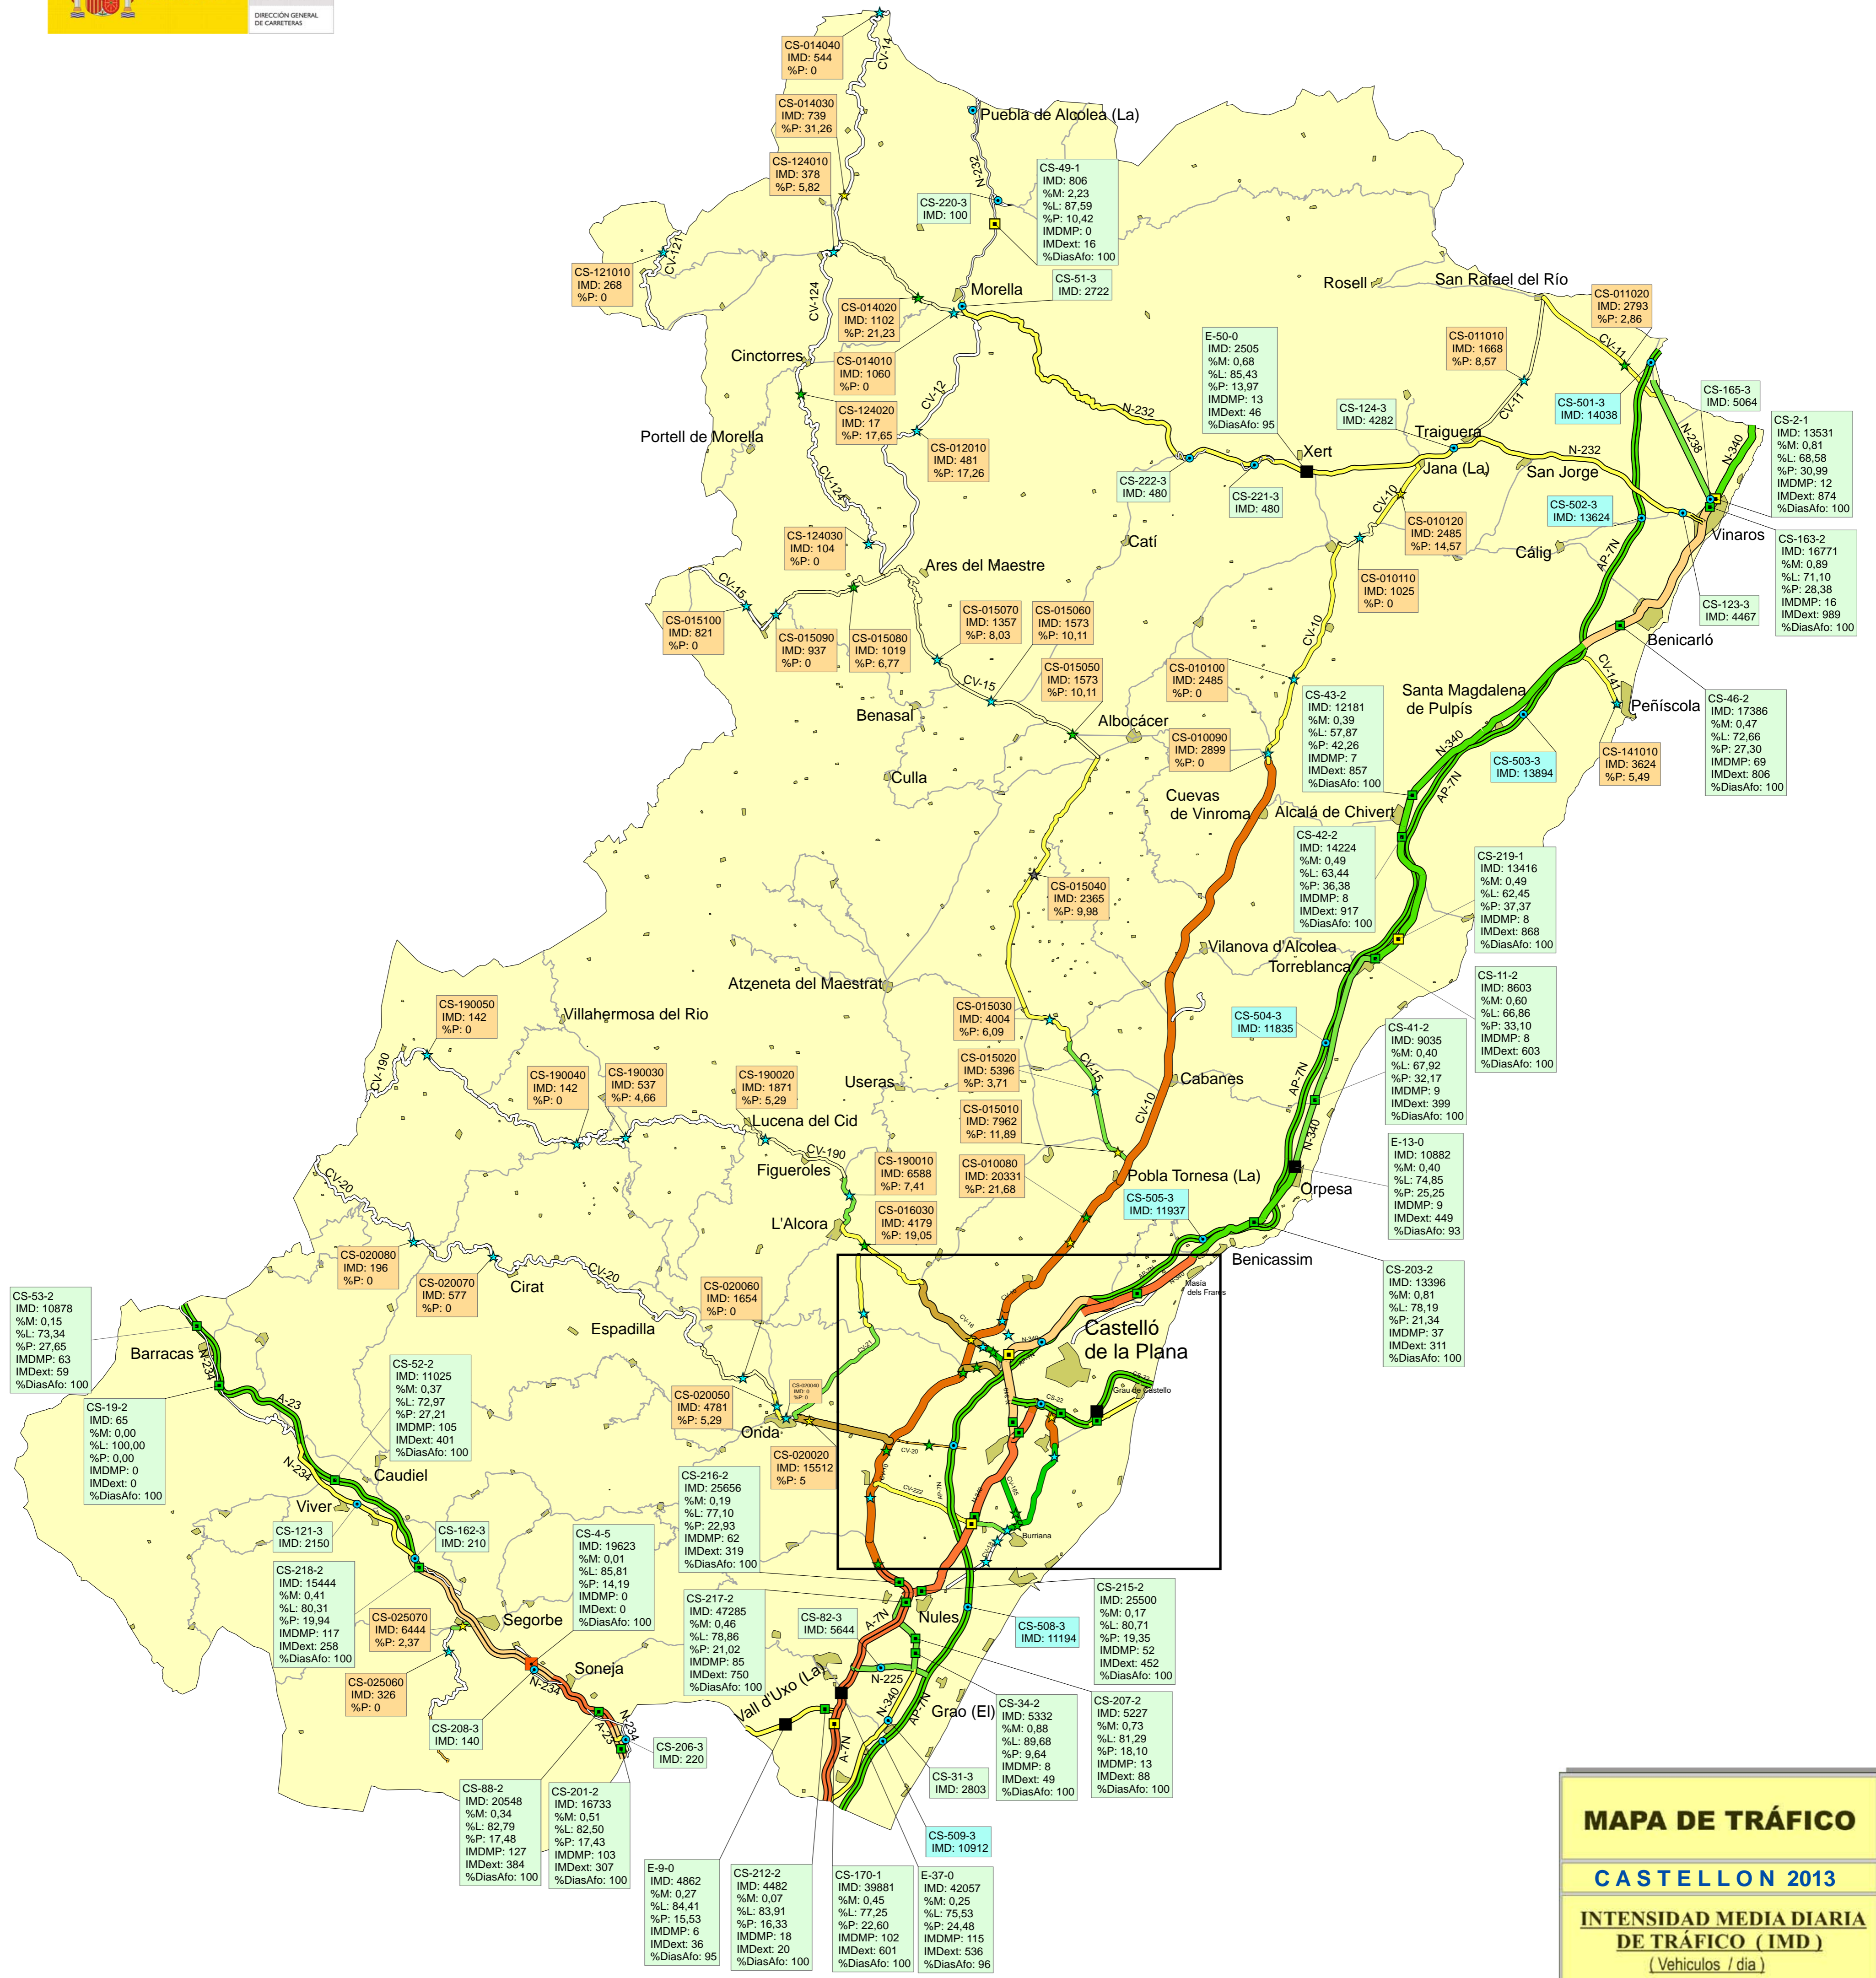 DIRECCIÓN GENERAL
DE CARRETERAS
CS-014040
IMD: 544
%P: 0
CV-14
CS-014030
IMD: 739
%P: 31,26
Puebla de Alcolea (La)
CS-124010
IMD: 378
%P: 5,82
N-232
CS-49-1
IMD: 806
%M: 2,23
%L: 87,59
%P: 10,42
IMDMP: 0
IMDext: 16
%DiasAfo: 100
CS-220-3
IMD: 100
CV-121
CS-121010
IMD: 268
%P: 0
CV-124
CS-014020
IMD: 1102
%P: 21,23
Morella
CS-51-3
IMD: 2722
Rosell
San Rafael del Río
CS-011020
IMD: 2793
%P: 2,86
Cinctorres
CS-014010
IMD: 1060
%P: 0
E-50-0
IMD: 2505
%M: 0,68
%L: 85,43
%P: 13,97
IMDMP: 13
IMDext: 46
%DiasAfo: 95
CS-011010
IMD: 1668
%P: 8,57
CV-11
CV-11
CS-124020
IMD: 17
%P: 17,65
CV-12
N-232
CS-124-3
IMD: 4282
CS-501-3
IMD: 14038
CS-165-3
IMD: 5064
N-238
N-340
CS-2-1
IMD: 13531
%M: 0,81
%L: 68,58
%P: 30,99
IMDMP: 12
IMDext: 874
%DiasAfo: 100
Portell de Morella
CS-012010
IMD: 481
%P: 17,26
Traiguera
N-232
Xert
Jana (La)
San Jorge
CV-124
CS-222-3
IMD: 480
CS-221-3
IMD: 480
CV-10
CS-502-3
IMD: 13624
CS-010120
IMD: 2485
%P: 14,57
Vinaros
Cálig
CS-163-2
IMD: 16771
%M: 0,89
%L: 71,10
%P: 28,38
IMDMP: 16
IMDext: 989
%DiasAfo: 100
CS-124030
IMD: 104
%P: 0
Catí
AP-7N
Ares del Maestre
CS-010110
IMD: 1025
%P: 0
CV-15
CS-123-3
IMD: 4467
CS-015100
IMD: 821
%P: 0
CS-015090
IMD: 937
%P: 0
CS-015080
IMD: 1019
%P: 6,77
CS-015070
IMD: 1357
%P: 8,03
CS-015060
IMD: 1573
%P: 10,11
Benicarló
CV-10
CS-015050
IMD: 1573
%P: 10,11
CS-010100
IMD: 2485
%P: 0
CV-15
CV-141
CS-43-2
IMD: 12181
%M: 0,39
%L: 57,87
%P: 42,26
IMDMP: 7
IMDext: 857
%DiasAfo: 100
Santa Magdalena
de Pulpís
Peñíscola
CS-46-2
IMD: 17386
%M: 0,47
%L: 72,66
%P: 27,30
IMDMP: 69
IMDext: 806
%DiasAfo: 100
Benasal
Albocácer
CS-010090
IMD: 2899
%P: 0
N-340
CS-503-3
IMD: 13894
CS-141010
IMD: 3624
%P: 5,49
Culla
AP-7N
Cuevas
de Vinroma
Alcalá de Chivert
CS-42-2
IMD: 14224
%M: 0,49
%L: 63,44
%P: 36,38
IMDMP: 8
IMDext: 917
%DiasAfo: 100
CS-219-1
IMD: 13416
%M: 0,49
%L: 62,45
%P: 37,37
IMDMP: 8
IMDext: 868
%DiasAfo: 100
CS-015040
IMD: 2365
%P: 9,98
Vilanova d'Alcolea
Torreblanca
CS-11-2
IMD: 8603
%M: 0,60
%L: 66,86
%P: 33,10
IMDMP: 8
IMDext: 603
%DiasAfo: 100
Atzeneta del Maestrat
CS-190050
IMD: 142
%P: 0
Villahermosa del Rio
CS-015030
IMD: 4004
%P: 6,09
CS-504-3
IMD: 11835
CS-41-2
IMD: 9035
%M: 0,40
%L: 67,92
%P: 32,17
IMDMP: 9
IMDext: 399
%DiasAfo: 100
CV-190
CS-190040
IMD: 142
%P: 0
CS-190030
IMD: 537
%P: 4,66
CS-190020
IMD: 1871
%P: 5,29
Useras
CS-015020
IMD: 5396
%P: 3,71
CV-15
Cabanes
AP-7N
Lucena del Cid
CS-015010
IMD: 7962
%P: 11,89
CV-10
N-340
CV-190
E-13-0
IMD: 10882
%M: 0,40
%L: 74,85
%P: 25,25
IMDMP: 9
IMDext: 449
%DiasAfo: 93
Figueroles
CS-190010
IMD: 6588
%P: 7,41
CS-010080
IMD: 20331
%P: 21,68
Pobla Tornesa (La)
Orpesa
CV-20
CS-505-3
IMD: 11937
L'Alcora
CS-016030
IMD: 4179
%P: 19,05
CS-020080
IMD: 196
%P: 0
CS-020070
IMD: 577
%P: 0
Cirat
CV-20
Benicassim
CS-203-2
IMD: 13396
%M: 0,81
%L: 78,19
%P: 21,34
IMDMP: 37
IMDext: 311
%DiasAfo: 100
CS-53-2
IMD: 10878
%M: 0,15
%L: 73,34
%P: 27,65
IMDMP: 63
IMDext: 59
%DiasAfo: 100
CS-020060
IMD: 1654
%P: 0
AP-7N
N-340
Masía
dels Frares
CV-10
Espadilla
CV-16
N-340
Castelló
de la Plana
Barracas
N-234
CV-21
CS-52-2
IMD: 11025
%M: 0,37
%L: 72,97
%P: 27,21
IMDMP: 105
IMDext: 401
%DiasAfo: 100
CS-020050
IMD: 4781
%P: 5,29
CS-020040
IMD: 0
%P: 0
CS-22
CS-22
Grau de Castello
CS-19-2
IMD: 65
%M: 0,00
%L: 100,00
%P: 0,00
IMDMP: 0
IMDext: 0
%DiasAfo: 100
A-23
Onda
CV-20
CS-020020
IMD: 15512
%P: 5
N-234
Caudiel
CS-216-2
IMD: 25656
%M: 0,19
%L: 77,10
%P: 22,93
IMDMP: 62
IMDext: 319
%DiasAfo: 100
CV-10
CV-222
AP-7N
N-340
CV-185
Viver
CS-121-3
IMD: 2150
CS-162-3
IMD: 210
CS-4-5
IMD: 19623
%M: 0,01
%L: 85,81
%P: 14,19
IMDMP: 0
IMDext: 0
%DiasAfo: 100
Burriana
CV-18
CS-218-2
IMD: 15444
%M: 0,41
%L: 80,31
%P: 19,94
IMDMP: 117
IMDext: 258
%DiasAfo: 100
CS-025070
IMD: 6444
%P: 2,37
Segorbe
CS-217-2
IMD: 47285
%M: 0,46
%L: 78,86
%P: 21,02
IMDMP: 85
IMDext: 750
%DiasAfo: 100
CS-82-3
IMD: 5644
A-7N
Nules
CS-508-3
IMD: 11194
CS-215-2
IMD: 25500
%M: 0,17
%L: 80,71
%P: 19,35
IMDMP: 52
IMDext: 452
%DiasAfo: 100
CS-025060
IMD: 326
%P: 0
Soneja
N-234
Vall d'Uxo (La)
N-225
N-340
AP-7N
Grao (El)
CS-34-2
IMD: 5332
%M: 0,88
%L: 89,68
%P: 9,64
IMDMP: 8
IMDext: 49
%DiasAfo: 100
CS-207-2
IMD: 5227
%M: 0,73
%L: 81,29
%P: 18,10
IMDMP: 13
IMDext: 88
%DiasAfo: 100
CS-208-3
IMD: 140
A-23
N-234
CS-206-3
IMD: 220
A-7N
CS-31-3
IMD: 2803
CS-88-2
IMD: 20548
%M: 0,34
%L: 82,79
%P: 17,48
IMDMP: 127
IMDext: 384
%DiasAfo: 100
CS-201-2
IMD: 16733
%M: 0,51
%L: 82,50
%P: 17,43
IMDMP: 103
IMDext: 307
%DiasAfo: 100
CS-509-3
IMD: 10912
E-9-0
IMD: 4862
%M: 0,27
%L: 84,41
%P: 15,53
IMDMP: 6
IMDext: 36
%DiasAfo: 95
CS-212-2
IMD: 4482
%M: 0,07
%L: 83,91
%P: 16,33
IMDMP: 18
IMDext: 20
%DiasAfo: 100
CS-170-1
IMD: 39881
%M: 0,45
%L: 77,25
%P: 22,60
IMDMP: 102
IMDext: 601
%DiasAfo: 100
E-37-0
IMD: 42057
%M: 0,25
%L: 75,53
%P: 24,48
IMDMP: 115
IMDext: 536
%DiasAfo: 96
MAPA DE TRÁFICO
CASTELLON 2013
INTENSIDAD MEDIA DIARIA
DE TRÁFICO ( IMD )
( Vehiculos / dia )